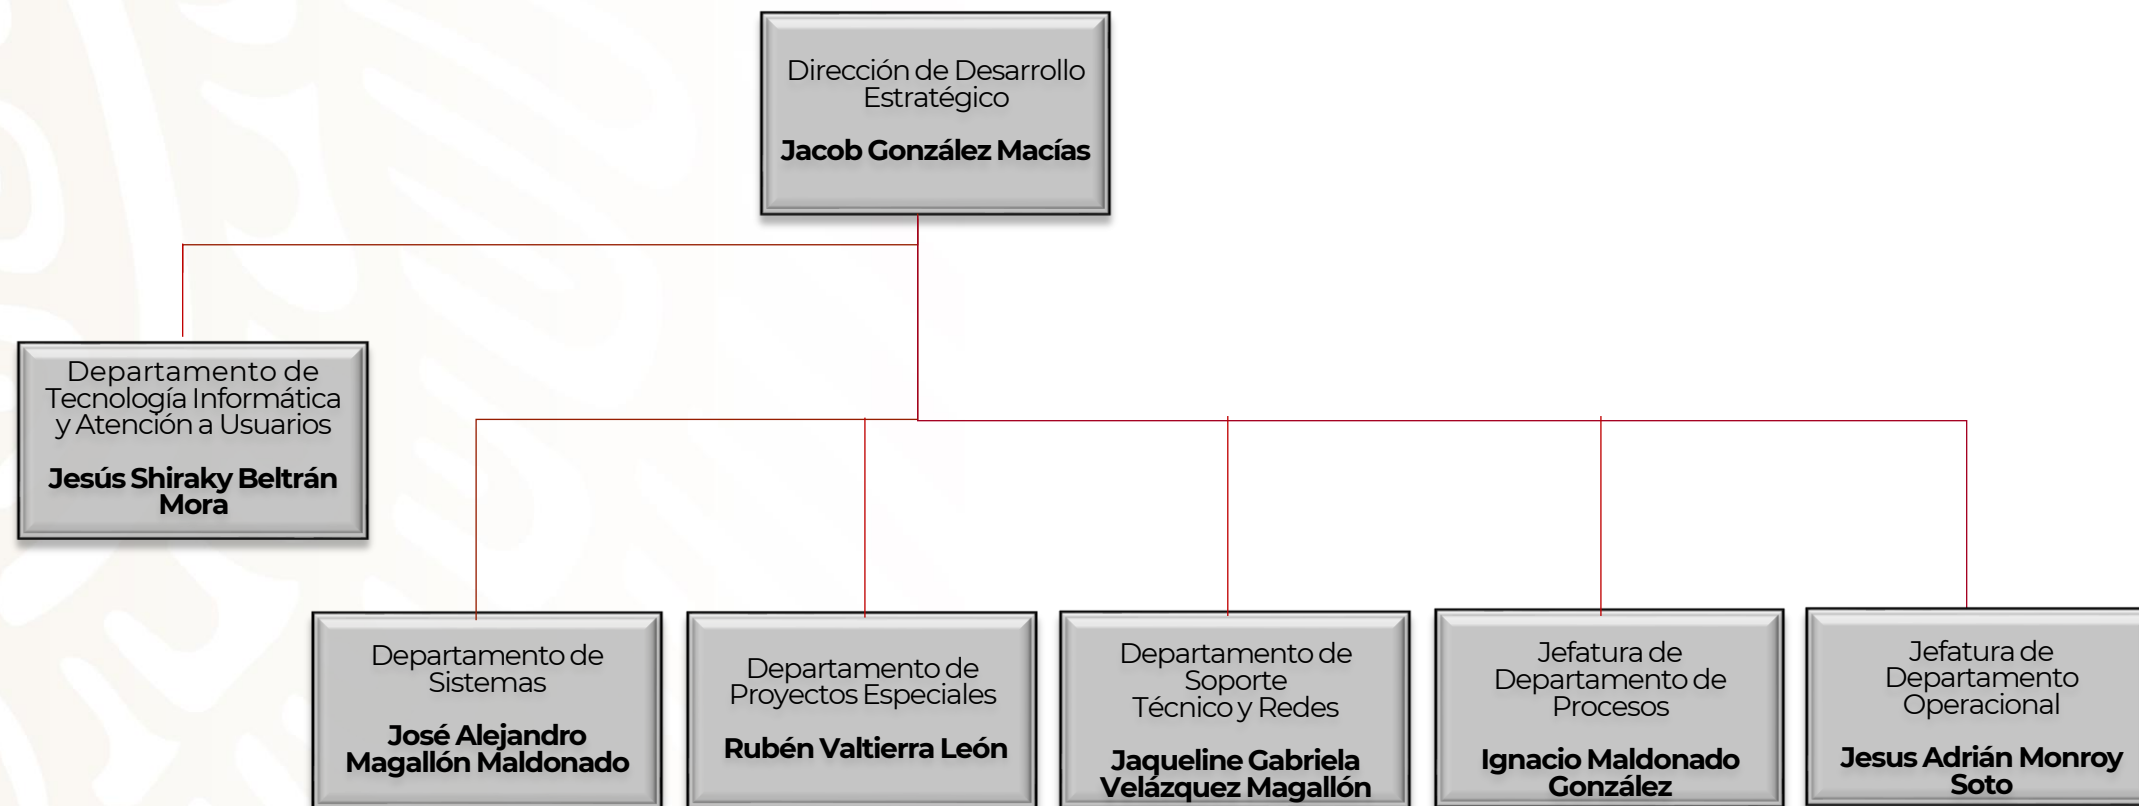 Dirección de Desarrollo
Estratégico
Jacob González Macías
Departamento de
Tecnología Informática
y Atención a Usuarios
Jesús Shiraky Beltrán
Mora
Departamento de
Sistemas
José Alejandro
Magallón Maldonado
Departamento de
Proyectos Especiales
Rubén Valtierra León
Departamento de
Soporte
Técnico y Redes
Jaqueline Gabriela
Velázquez Magallón
Jefatura de
Departamento de
Procesos
Ignacio Maldonado
González
Jefatura de
Departamento
Operacional
Jesus Adrián Monroy
Soto